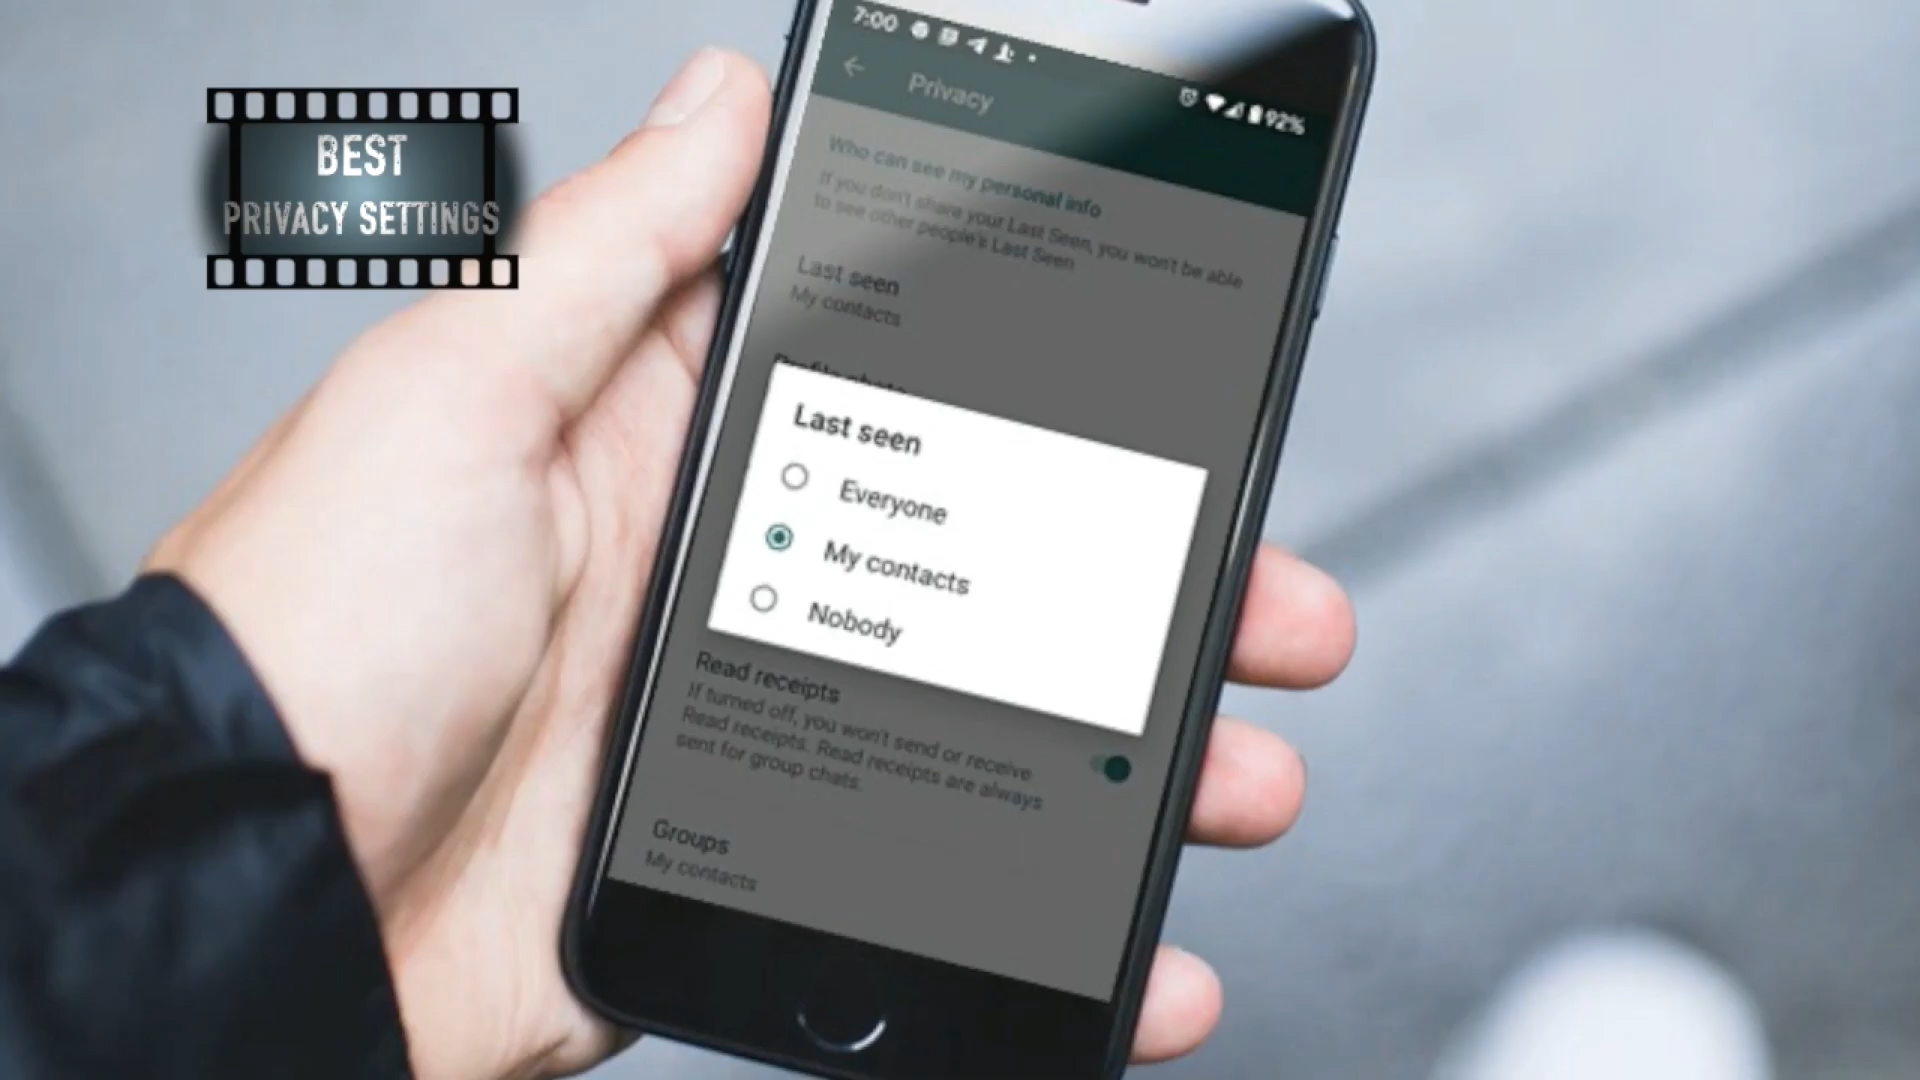 BEST
PRIVACY SETTINGS
7:00
92%
Privacy
Who can see my personal info
If you don't share your Last Seen, you won't be able
to see other people's Last Seen
Last seen
My contacts
Profile photo
Last seen
Everyone
My contacts
Nobody
Read receipts
If turned off, you won't send or receive
Read receipts. Read receipts are always
sent for group chats.
Groups
My contacts